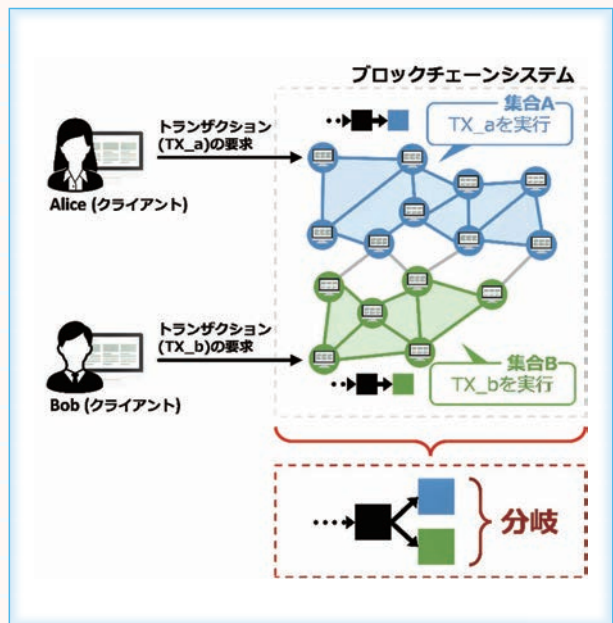 ブロックチェーンシステム
集合A
TX_aを実行
トランザクション
(TX_a)の要求
Alice (クライアント)
トランザクション
(TX_b)の要求
Bob (クライアント)
集合B
TX_bを実行
分岐